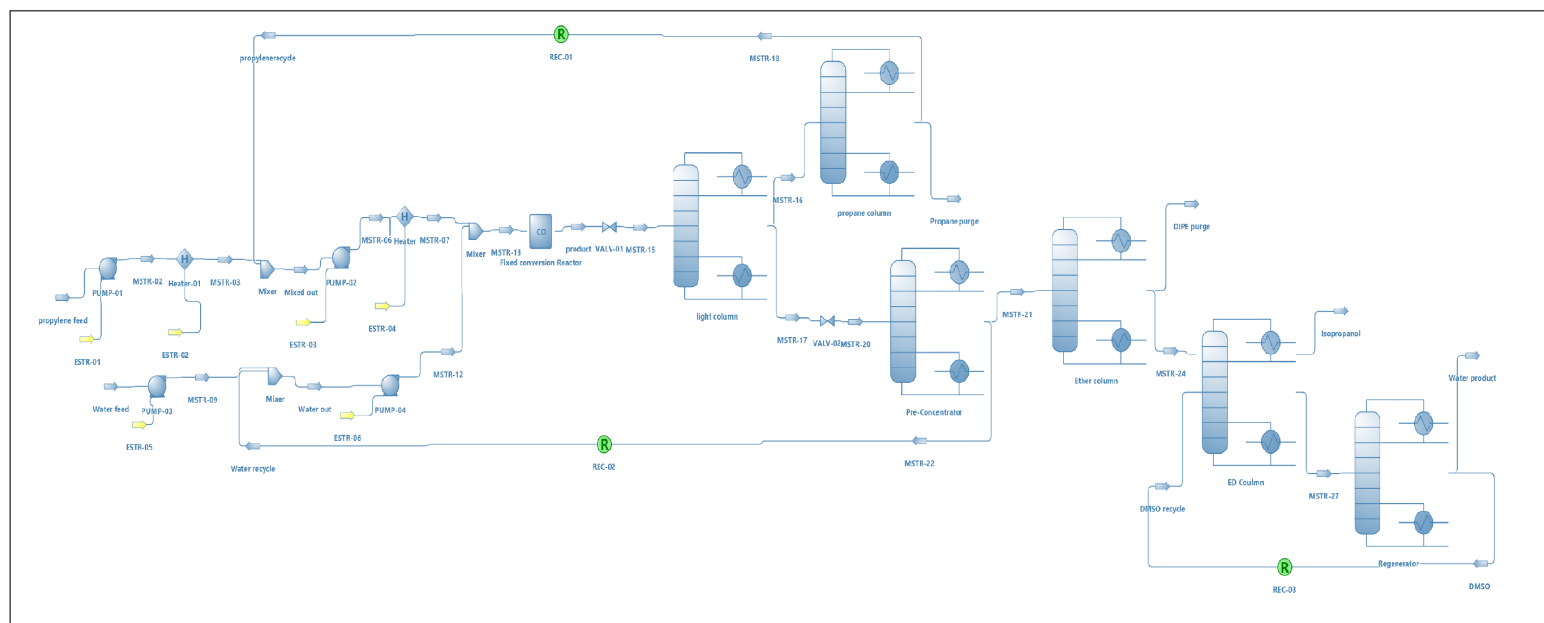 R
propylenerecycle
REC-01
MSTR-18
MSTR-16
propane column
Propane purge
DIPE purge
H
MSTR-06
Heater
MSTR-07
Mixer
MSTR-13
CO
Fixed conversion Reactor
product
VALV-01
MSTR-15
H
PUMP-01
MSTR-02
Heater-01
MSTR-03
Mixer
Mixed out
PUMP-02
propylene feed
ESTR-01
ESTR-02
ESTR-03
ESTR-04
light column
MSTR-17
VALV-02
MSTR-20
MSTR-21
Isopropanol
Water feed
PUMP-03
MSTR-09
Mixer
Water out
PUMP-04
MSTR-12
Ether column
MSTR-24
Water product
ESTR-05
ESTR-06
Pre-Concentrator
R
Water recycle
REC-02
MSTR-22
ED Coulmn
MSTR-27
DMSO recycle
R
REC-03
Regenerator
DMSO